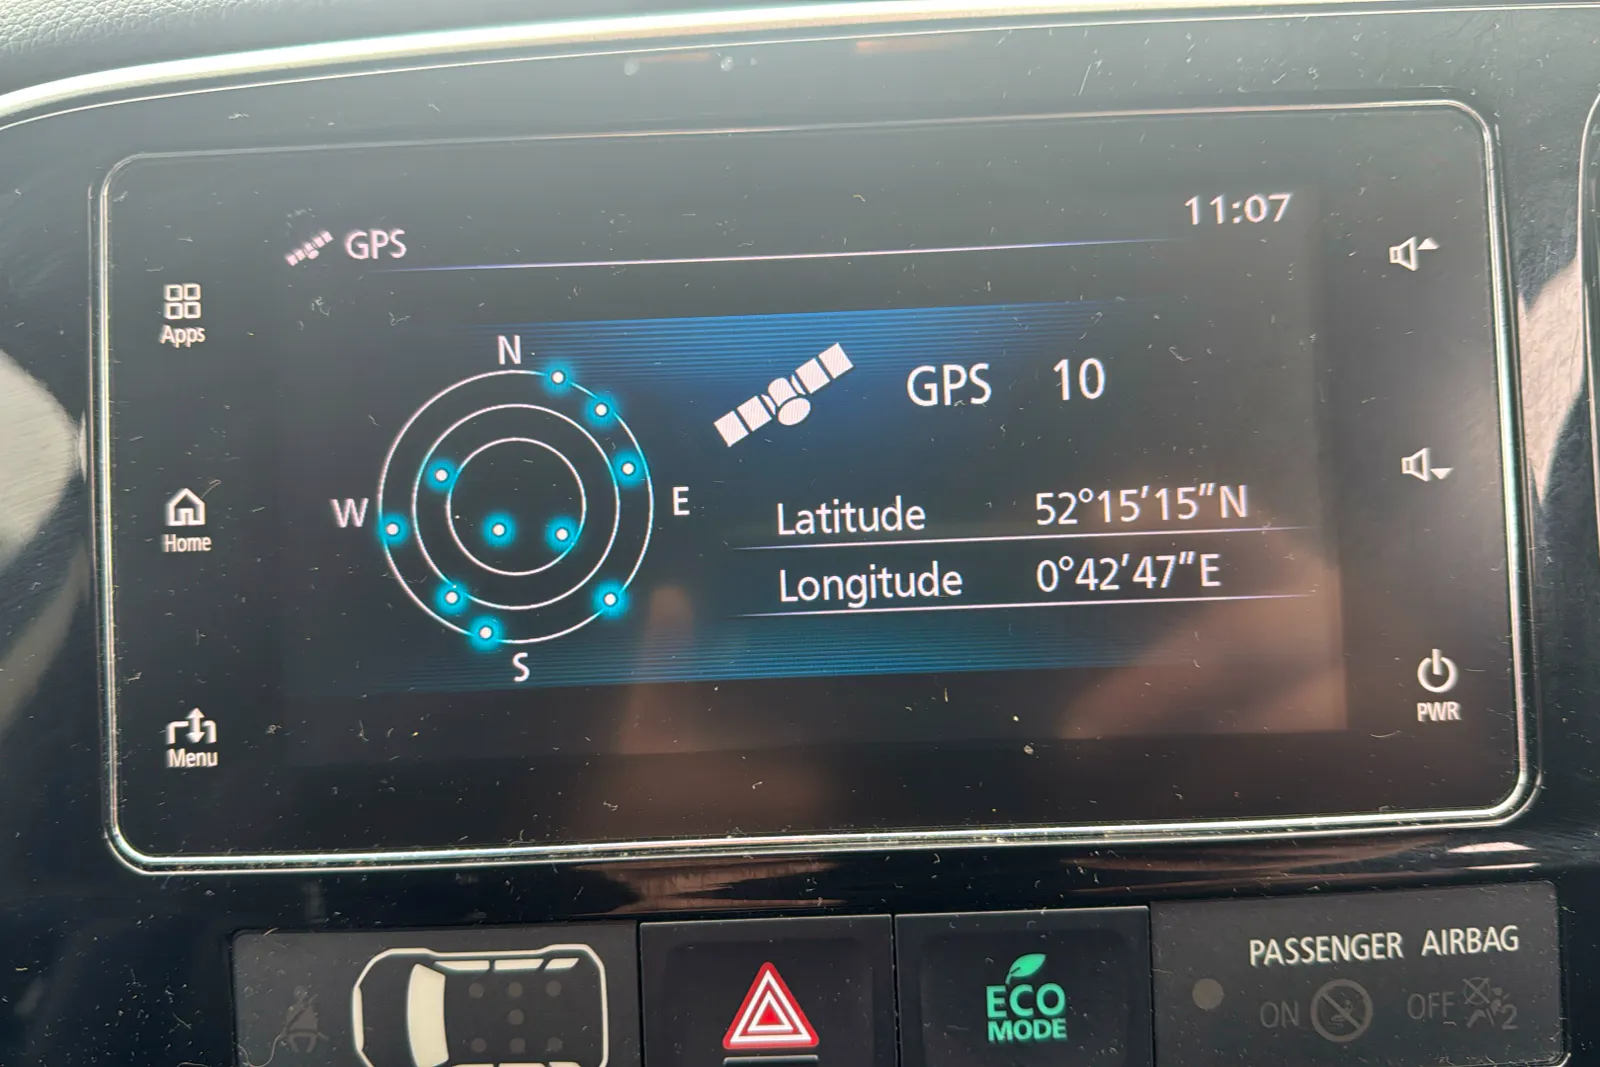 GPS
11:07
Apps
N
GPS 10
W
E
Latitude 52°15′15″N
Home
Longitude 0°42′47″E
S
PWR
Menu
PASSENGER AIRBAG
ECO
MODE
ON
OFF
2